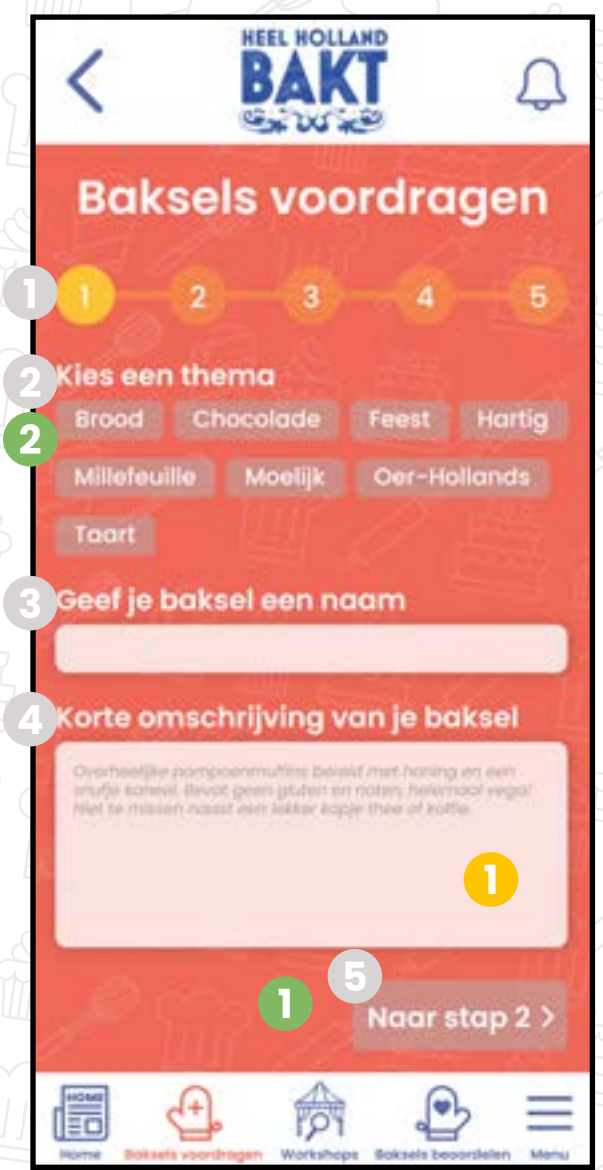 HEEL HOLLAND
BAKT
Baksels voordragen
1
1 2 3 4 5
2
Kies een thema
2
Brood Chocolade Feest Hartig
Millefeuille Moeilijk Oer-Hollands
Taart
3
Geef je baksel een naam
4
Korte omschrijving van je baksel
Overheelijke pompoenmuffins bereid met honing en een
snufje kaneel. Bevat geen gluten en noten, helemaal vega!
Niet te missen naast een lekker kopje thee of koffie.
1
5
1
Naar stap 2 >
HOME
Home Baksels voordragen Workshops Baksels beoordelen Menu